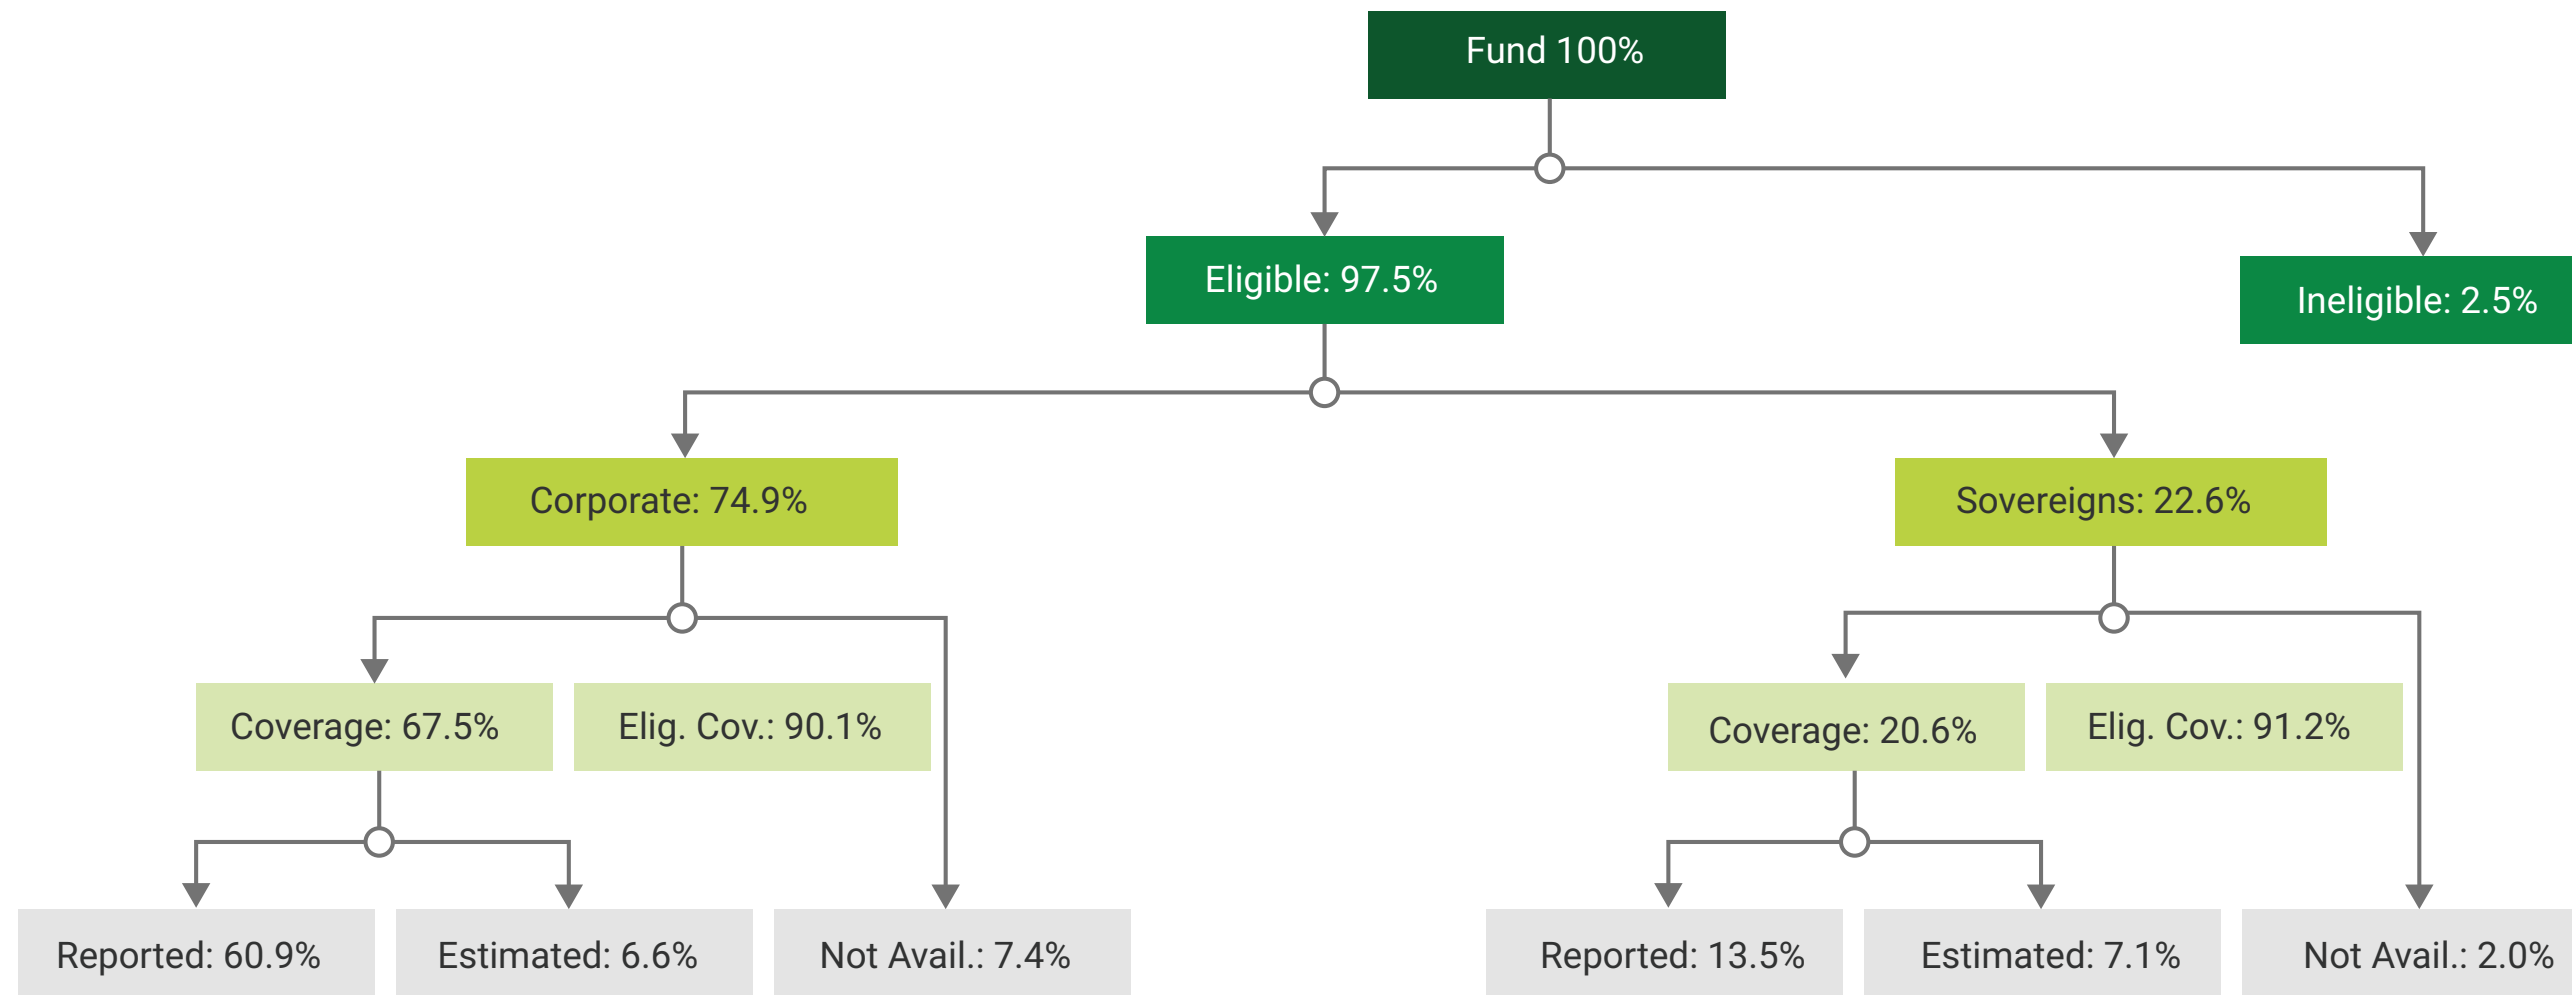 Fund 100%
Eligible: 97.5%
Ineligible: 2.5%
Corporate: 74.9%
Sovereigns: 22.6%
Coverage: 67.5%
Elig. Cov.: 90.1%
Coverage: 20.6%
Elig. Cov.: 91.2%
Reported: 60.9%
Estimated: 6.6%
Not Avail.: 7.4%
Reported: 13.5%
Estimated: 7.1%
Not Avail.: 2.0%